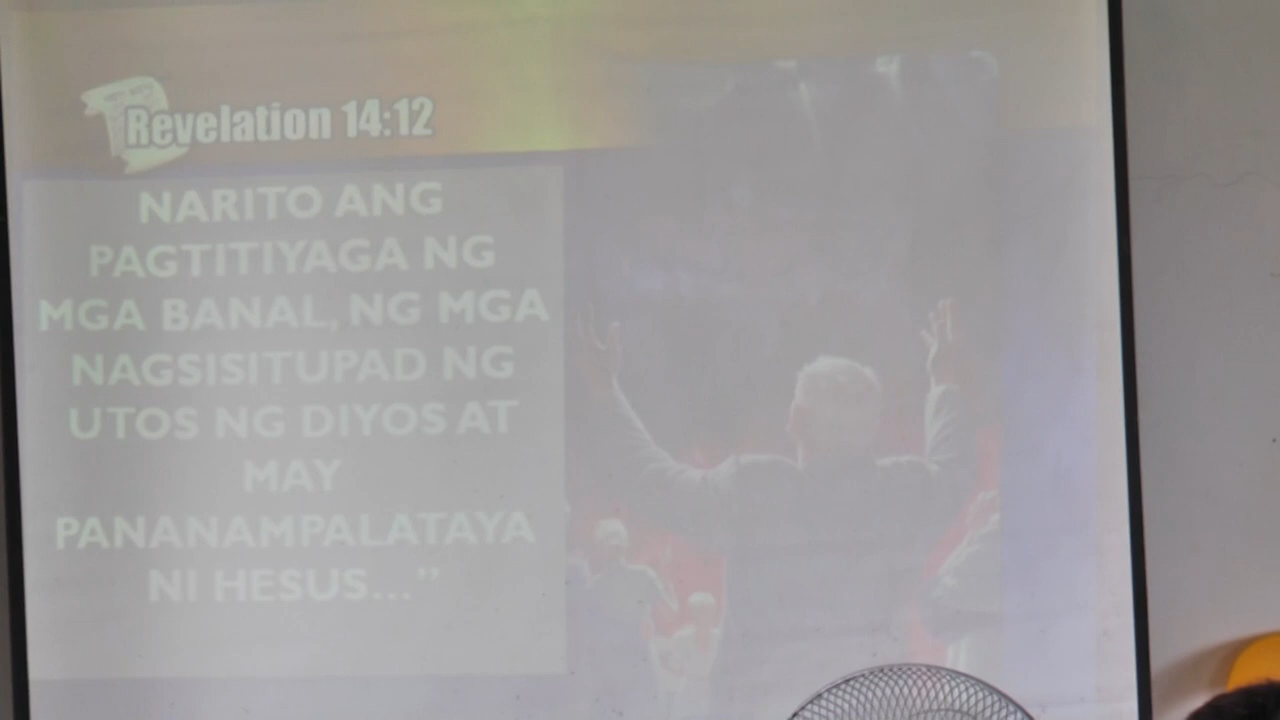 Revelation 14:12
NARITO ANG
PAGTITIYAGA NG
MGA BANAL, NG MGA
NAGSISITUPAD NG
UTOS NG DIYOS AT
MAY
PANANAMPALATAYA
NI HESUS..."